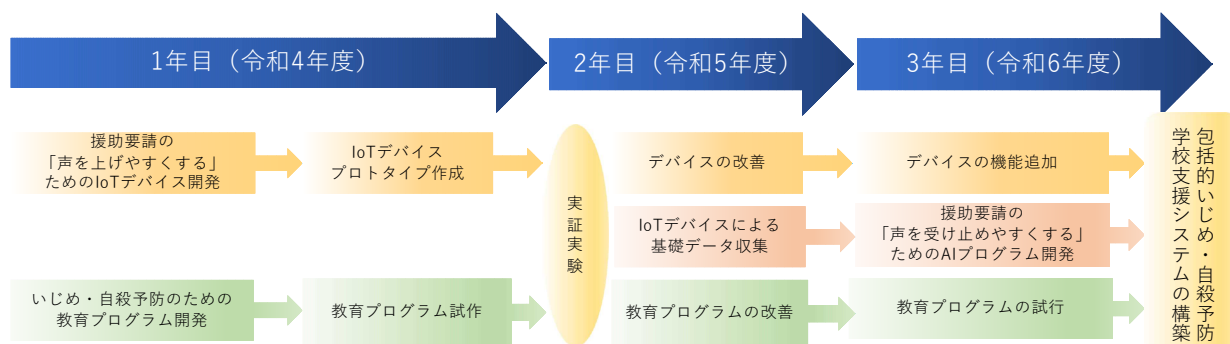 1年目（令和4年度）
2年目（令和5年度）
3年目（令和6年度）
援助要請の
「声を上げやすくする」
ためのIoTデバイス開発
IoTデバイス
プロトタイプ作成
実証実験
デバイスの改善
デバイスの機能追加
IoTデバイスによる
基礎データ収集
援助要請の
「声を受け止めやすくする」
ためのAIプログラム開発
いじめ・自殺予防のための
教育プログラム開発
教育プログラム試作
教育プログラムの改善
教育プログラムの試行
包括的いじめ・自殺予防
学校支援システムの構築